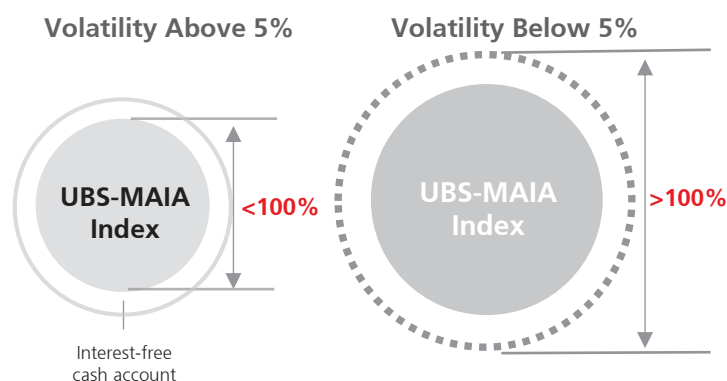 Volatility Above 5%
Volatility Below 5%
UBS-MAIA
Index
<100%
UBS-MAIA
Index
>100%
Interest-free
cash account